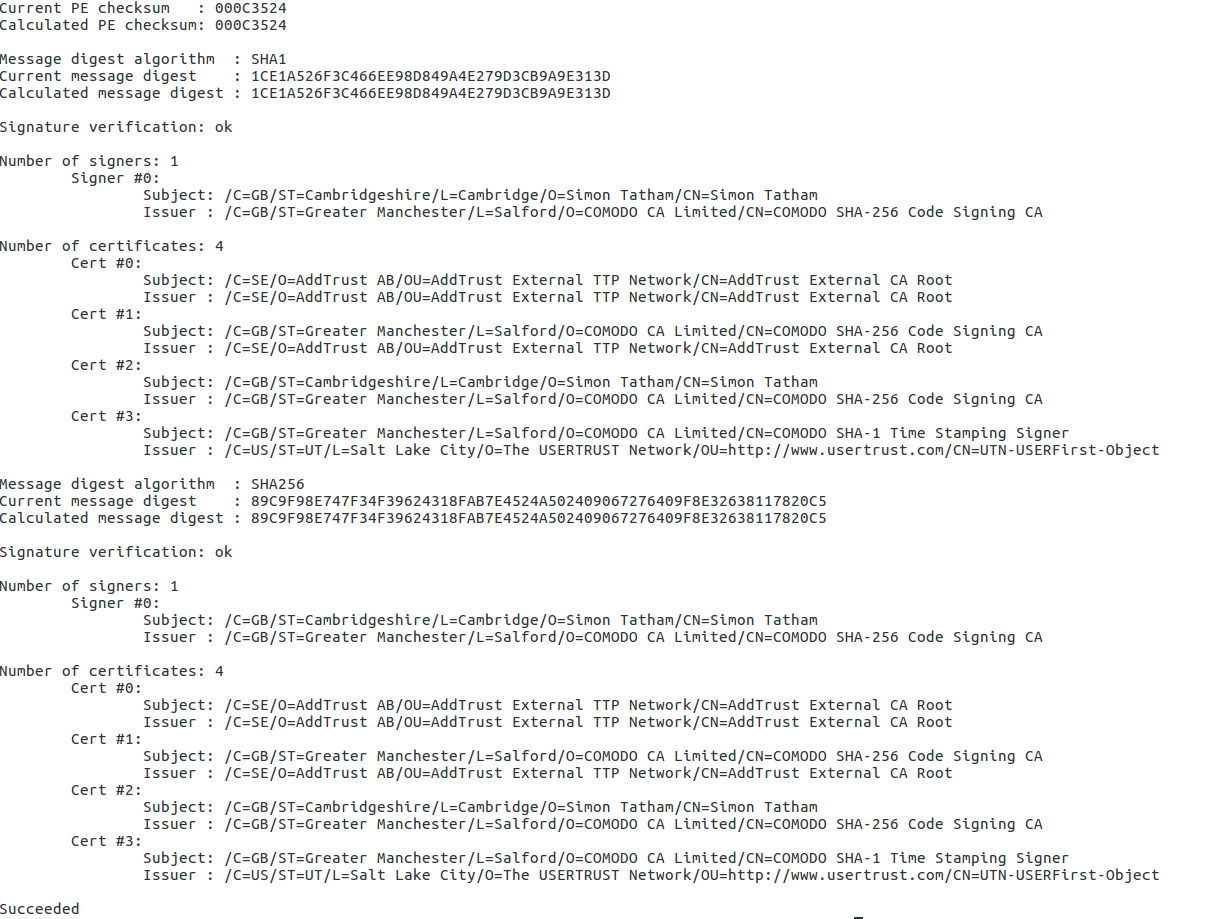 Current PE checksum   : 000C3524
Calculated PE checksum: 000C3524

Message digest algorithm  : SHA1
Current message digest    : 1CE1A526F3C466EE98D849A4E279D3CB9A9E313D
Calculated message digest : 1CE1A526F3C466EE98D849A4E279D3CB9A9E313D

Signature verification: ok

Number of signers: 1
        Signer #0:
                Subject: /C=GB/ST=Cambridgeshire/L=Cambridge/O=Simon Tatham/CN=Simon Tatham
                Issuer : /C=GB/ST=Greater Manchester/L=Salford/O=COMODO CA Limited/CN=COMODO SHA-256 Code Signing CA

Number of certificates: 4
        Cert #0:
                Subject: /C=SE/O=AddTrust AB/OU=AddTrust External TTP Network/CN=AddTrust External CA Root
                Issuer : /C=SE/O=AddTrust AB/OU=AddTrust External TTP Network/CN=AddTrust External CA Root
        Cert #1:
                Subject: /C=GB/ST=Greater Manchester/L=Salford/O=COMODO CA Limited/CN=COMODO SHA-256 Code Signing CA
                Issuer : /C=SE/O=AddTrust AB/OU=AddTrust External TTP Network/CN=AddTrust External CA Root
        Cert #2:
                Subject: /C=GB/ST=Cambridgeshire/L=Cambridge/O=Simon Tatham/CN=Simon Tatham
                Issuer : /C=GB/ST=Greater Manchester/L=Salford/O=COMODO CA Limited/CN=COMODO SHA-256 Code Signing CA
        Cert #3:
                Subject: /C=GB/ST=Greater Manchester/L=Salford/O=COMODO CA Limited/CN=COMODO SHA-1 Time Stamping Signer
                Issuer : /C=US/ST=UT/L=Salt Lake City/O=The USERTRUST Network/OU=http://www.usertrust.com/CN=UTN-USERFirst-Object

Message digest algorithm  : SHA256
Current message digest    : 89C9F98E747F34F39624318FAB7E4524A502409067276409F8E32638117820C5
Calculated message digest : 89C9F98E747F34F39624318FAB7E4524A502409067276409F8E32638117820C5

Signature verification: ok

Number of signers: 1
        Signer #0:
                Subject: /C=GB/ST=Cambridgeshire/L=Cambridge/O=Simon Tatham/CN=Simon Tatham
                Issuer : /C=GB/ST=Greater Manchester/L=Salford/O=COMODO CA Limited/CN=COMODO SHA-256 Code Signing CA

Number of certificates: 4
        Cert #0:
                Subject: /C=SE/O=AddTrust AB/OU=AddTrust External TTP Network/CN=AddTrust External CA Root
                Issuer : /C=SE/O=AddTrust AB/OU=AddTrust External TTP Network/CN=AddTrust External CA Root
        Cert #1:
                Subject: /C=GB/ST=Greater Manchester/L=Salford/O=COMODO CA Limited/CN=COMODO SHA-256 Code Signing CA
                Issuer : /C=SE/O=AddTrust AB/OU=AddTrust External TTP Network/CN=AddTrust External CA Root
        Cert #2:
                Subject: /C=GB/ST=Cambridgeshire/L=Cambridge/O=Simon Tatham/CN=Simon Tatham
                Issuer : /C=GB/ST=Greater Manchester/L=Salford/O=COMODO CA Limited/CN=COMODO SHA-256 Code Signing CA
        Cert #3:
                Subject: /C=GB/ST=Greater Manchester/L=Salford/O=COMODO CA Limited/CN=COMODO SHA-1 Time Stamping Signer
                Issuer : /C=US/ST=UT/L=Salt Lake City/O=The USERTRUST Network/OU=http://www.usertrust.com/CN=UTN-USERFirst-Object

Succeeded